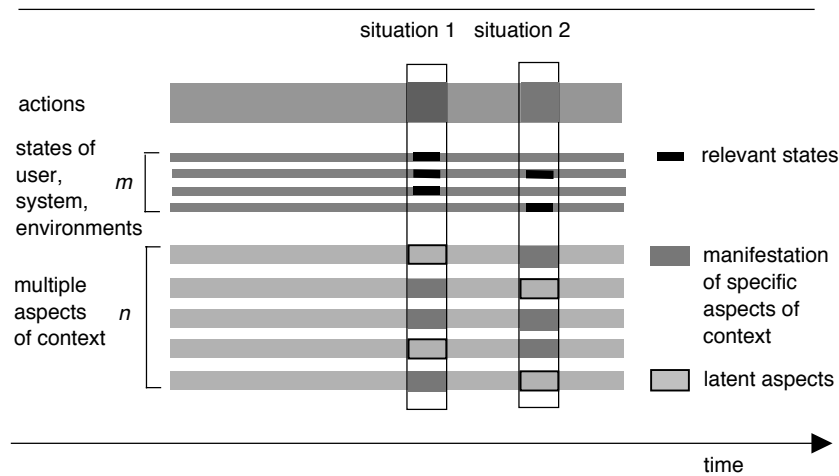 situation 1 situation 2
actions
states of
user,
system,
environments
m
relevant states
multiple
aspects
of context
n
manifestation
of specific
aspects of
context
latent aspects
time